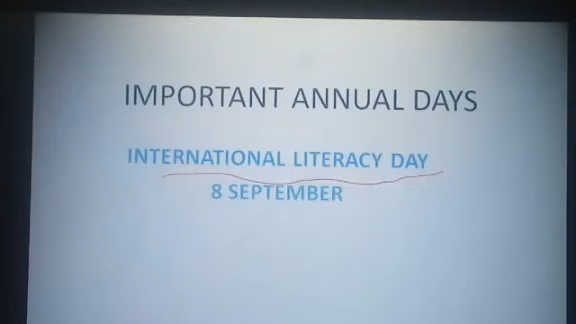 IMPORTANT ANNUAL DAYS
INTERNATIONAL LITERACY DAY
8 SEPTEMBER